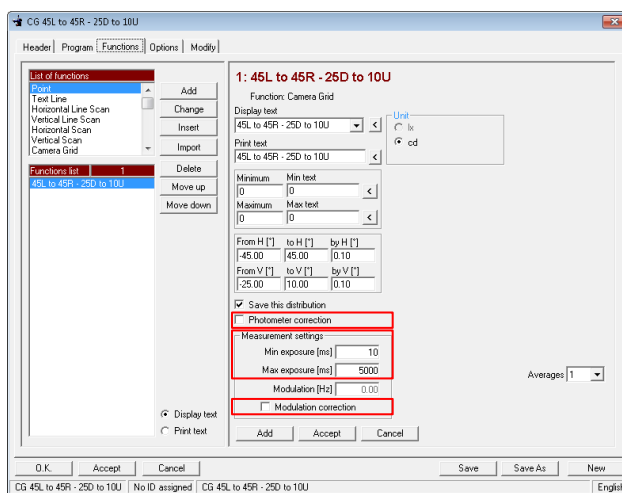 CG 45L to 45R - 25D to 10U
Header Program Functions Options Modify
List of functions
Point
Text Line
Horizontal Line Scan
Vertical Line Scan
Horizontal Scan
Vertical Scan
Camera Grid
Functions list 1
45L to 45R - 25D to 10U
Add
Change
Insert
Import
Delete
Move up
Move down
Display text
Print text
1: 45L to 45R - 25D to 10U
Function: Camera Grid
Display text
45L to 45R - 25D to 10U <
Print text
45L to 45R - 25D to 10U <
Unit
lx
cd
Minimum Min text
0 0 <
Maximum Max text
0 0 <
From H [°] to H [°] by H [°]
-45.00 45.00 0.10
From V [°] to V [°] by V [°]
-25.00 10.00 0.10
Save this distribution
Photometer correction
Measurement settings
Min exposure [ms] 10
Max exposure [ms] 5000
Modulation [Hz] 0.00
Modulation correction
Averages 1
Add Accept Cancel
O.K. Accept Cancel Save Save As New
CG 45L to 45R - 25D to 10U No ID assigned CG 45L to 45R - 25D to 10U Englis